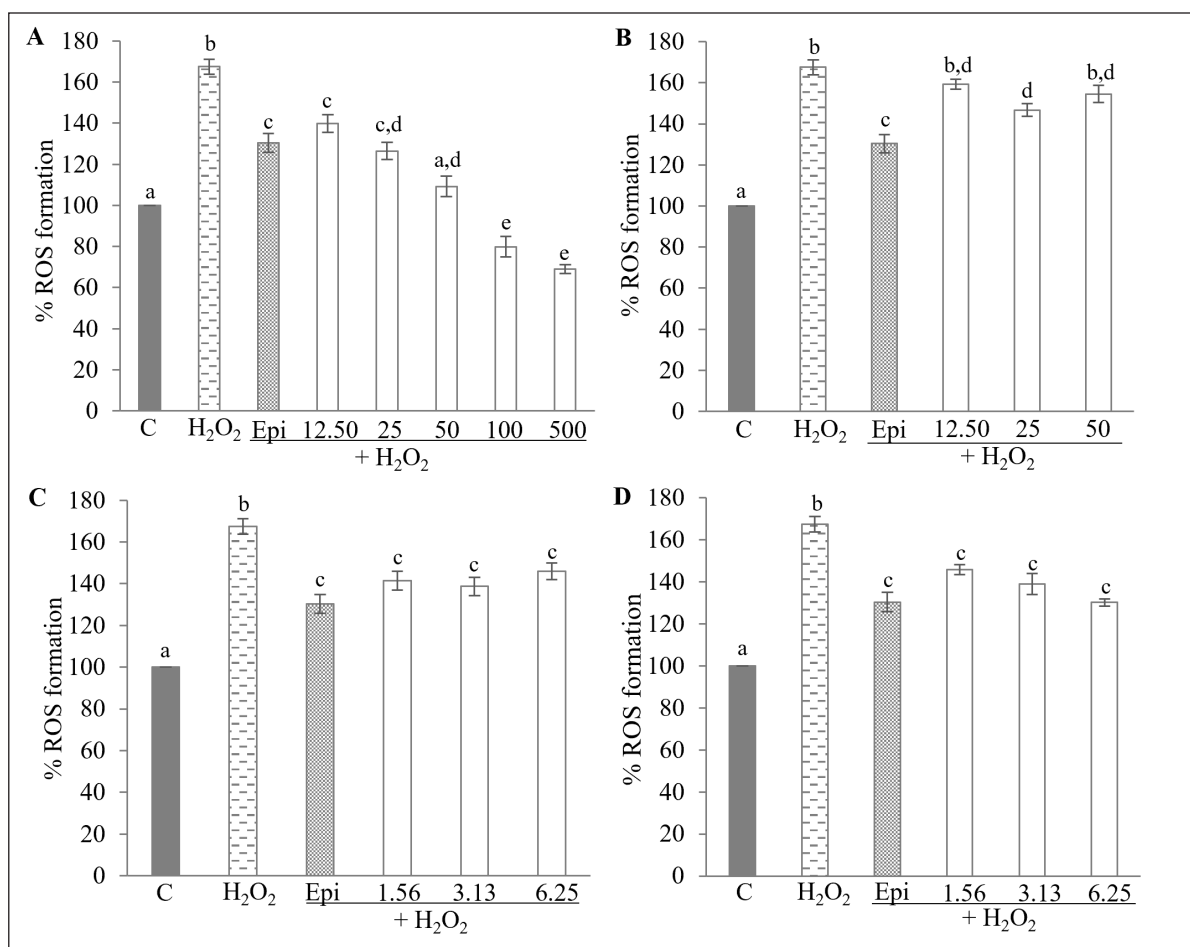 A
% ROS formation
180
160
140
120
100
80
60
40
20
0
a
b
c
c
c,d
a,d
e
e
C H₂O₂ Epi 12.50 25 50 100 500
+ H₂O₂
B
% ROS formation
180
160
140
120
100
80
60
40
20
0
a
b
c
b,d
d
b,d
C H₂O₂ Epi 12.50 25 50
+ H₂O₂
C
% ROS formation
180
160
140
120
100
80
60
40
20
0
a
b
c
c
c
c
C H₂O₂ Epi 1.56 3.13 6.25
+ H₂O₂
D
% ROS formation
180
160
140
120
100
80
60
40
20
0
a
b
c
c
c
c
C H₂O₂ Epi 1.56 3.13 6.25
+ H₂O₂